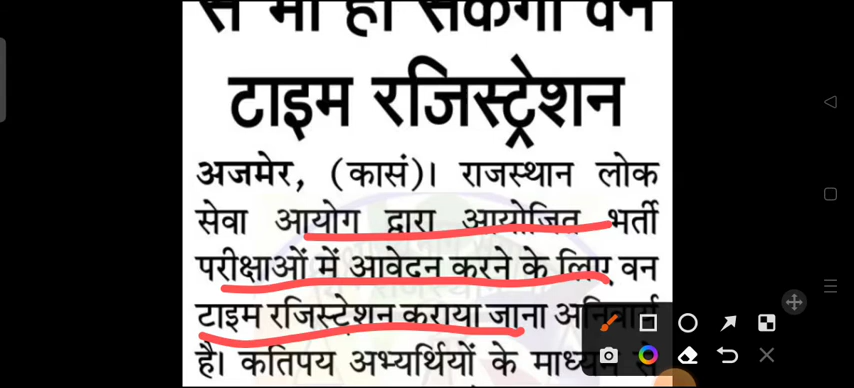 से भी हो सकेगा वन
टाइम रजिस्ट्रेशन
अजमेर, (कासं)। राजस्थान लोक
सेवा आयोग द्वारा आयोजित भर्ती
परीक्षाओं में आवेदन करने के लिए वन
टाइम रजिस्टेशन कराया जाना अनिवार्य
है। कतिपय अभ्यर्थियों के माध्यम से